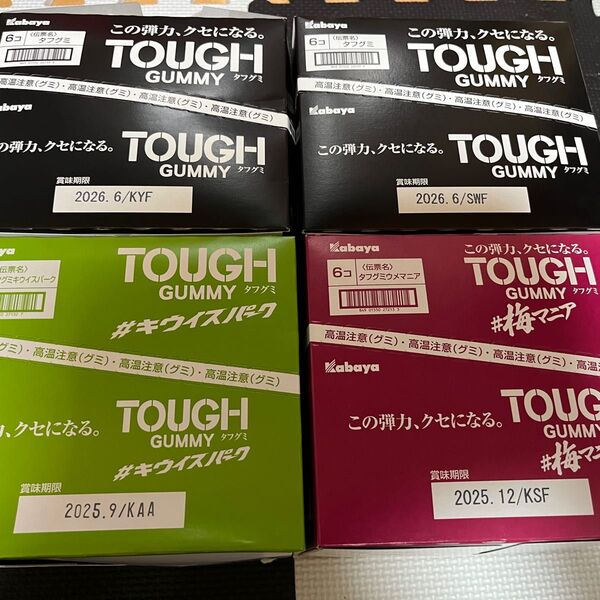 Kabaya
この弾力、クセになる。
6コ
〈伝票名〉
タフグミ
TOUGH
GUMMY タフグミ
高温注意(グミ)・高温注意(グミ)・高温注意(グミ)・高温注意(グミ)
Kabaya
の弾力、クセになる。
TOUGH
GUMMY タフグミ
賞味期限
2026.6/KYF
Kabaya
この弾力、クセになる。
6コ
〈伝票名〉
タフグミ
TOUGH
GUMMY タフグミ
高温注意(グミ)・高温注意(グミ)・高温注意(グミ)・高温注意(グミ)
Kabaya
この弾力、クセになる。
TOUGH
GUMMY タフグミ
賞味期限
2026.6/SWF
Kabaya
〈伝票名〉
フグミキウイスパーク
TOUGH
GUMMY タフグミ
#キウイスパーク
高温注意(グミ)・高温注意(グミ)・高温注意(グミ)
力、クセになる。
TOUGH
GUMMY タフグミ
#キウイスパーク
賞味期限
2025.9/KAA
Kabaya
この弾力、クセになる。
6コ
〈伝票名〉
タフグミウメマニア
TOUGH
GUMMY タフグミ
#梅マニア
高温注意(グミ)・高温注意(グミ)・高温注意(グミ)
Kabaya
この弾力、クセになる。
TOUG
GUMMY タフ
#梅マニ
賞味期限
2025.12/KSF